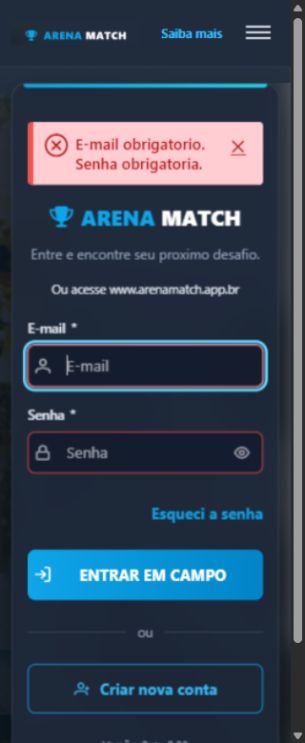 ARENA MATCH Saiba mais
E-mail obrigatorio.
Senha obrigatoria.
ARENA MATCH
Entre e encontre seu proximo desafio.
Ou acesse www.arenamatch.app.br
E-mail *
E-mail
Senha *
Senha
Esqueci a senha
ENTRAR EM CAMPO
ou
Criar nova conta